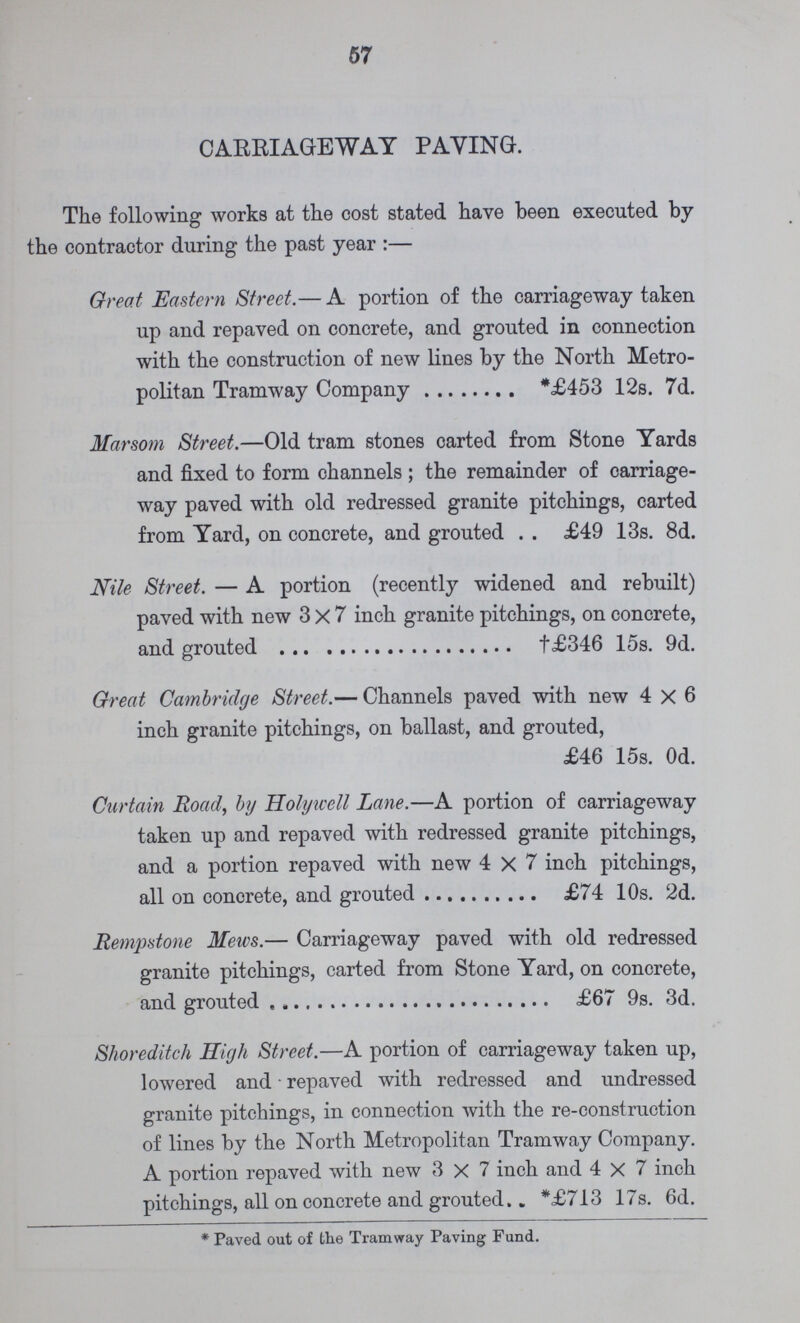 57
CARRIAGEWAY PAVING.
The following works at the cost stated have been executed by
the contractor during the past year :—
Great Eastern Street.— A portion of the carriageway taken
up and repaved on concrete, and grouted in connection
with the construction of new lines by the North Metro-
politan Tramway Company ........ *£453 12s. 7d.
Marsom Street.—Old tram stones carted from Stone Yards
and fixed to form channels ; the remainder of carriage-
way paved with old redressed granite pitchings, carted
from Yard, on concrete, and grouted .. £49 13s. 8d.
Nile Street. — A portion (recently widened and rebuilt)
paved with new 3 × 7 inch granite pitchings, on concrete,
and grouted ... .................. †£346 15s. 9d.
Great Cambridge Street.— Channels paved with new 4 × 6
inch granite pitchings, on ballast, and grouted,
£46 15s. 0d.
Curtain Road, by Holywell Lane.—A portion of carriageway
taken up and repaved with redressed granite pitchings,
and a portion repaved with new 4 × 7 inch pitchings,
all on concrete, and grouted .......... £74 10s. 2d.
Rempstone Mews.— Carriageway paved with old redressed
granite pitchings, carted from Stone Yard, on concrete,
and grouted ......................... £67 9s. 3d.
Shoreditch High Street.—A portion of carriageway taken up,
lowered and repaved with redressed and undressed
granite pitchings, in connection with the re-construction
of lines by the North Metropolitan Tramway Company.
A portion repaved with new 3 × 7 inch and 4 × 7 inch
pitchings, all on concrete and grouted.. *£713 17s. 6d.
* Paved out of the Tramway Paving Fund.